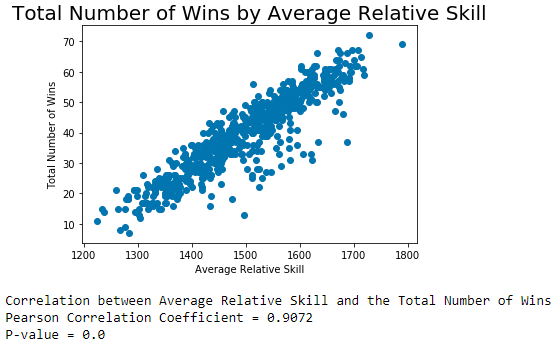 Total Number of Wins by Average Relative Skill
70
60
50
40
30
20
10
Total Number of Wins
1200 1300 1400 1500 1600 1700 1800
Average Relative Skill
Correlation between Average Relative Skill and the Total Number of Wins
Pearson Correlation Coefficient = 0.9072
P-value = 0.0